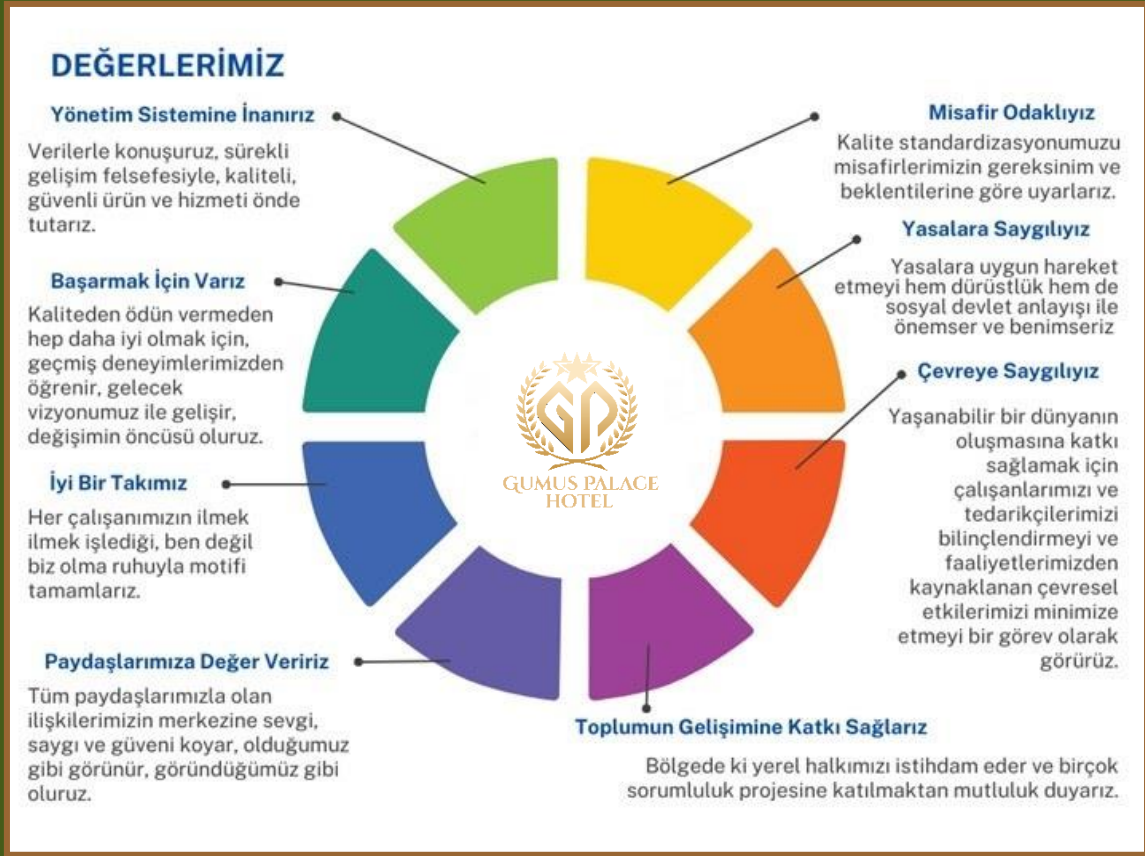 DEĞERLERİMİZ
Yönetim Sistemine İnanırız
Verilerle konuşuruz, sürekli
gelişim felsefesiyle, kaliteli,
güvenli ürün ve hizmeti önde
tutarız.
Başarmak İçin Varız
Kaliteden ödün vermeden
hep daha iyi olmak için,
geçmiş deneyimlerimizden
öğrenir, gelecek
vizyonumuz ile gelişir,
değişimin öncüsü oluruz.
İyi Bir Takımız
Her çalışanımızın ilmek
ilmek işlediği, ben değil
biz olma ruhuyla motifi
tamamlarız.
Paydaşlarımıza Değer Veririz
Tüm paydaşlarımızla olan
ilişkilerimizin merkezine sevgi,
saygı ve güveni koyar, olduğumuz
gibi görünür, göründüğümüz gibi
oluruz.
GP
GUMUS PALACE
HOTEL
Misafir Odaklıyız
Kalite standardizasyonumuzu
misafirlerimizin gereksinim ve
beklentilerine göre uyarlarız.
Yasalara Saygılıyız
Yasalara uygun hareket
etmeyi hem dürüstlük hem de
sosyal devlet anlayışı ile
önemser ve benimseriz
Çevreye Saygılıyız
Yaşanabilir bir dünyanın
oluşmasına katkı
sağlamak için
çalışanlarımızı ve
tedarikçilerimizi
bilinçlendirmeyi ve
faaliyetlerimizden
kaynaklanan çevresel
etkilerimizi minimize
etmeyi bir görev olarak
görürüz.
Toplumun Gelişimine Katkı Sağlarız
Bölgede ki yerel halkımızı istihdam eder ve birçok
sorumluluk projesine katılmaktan mutluluk duyarız.